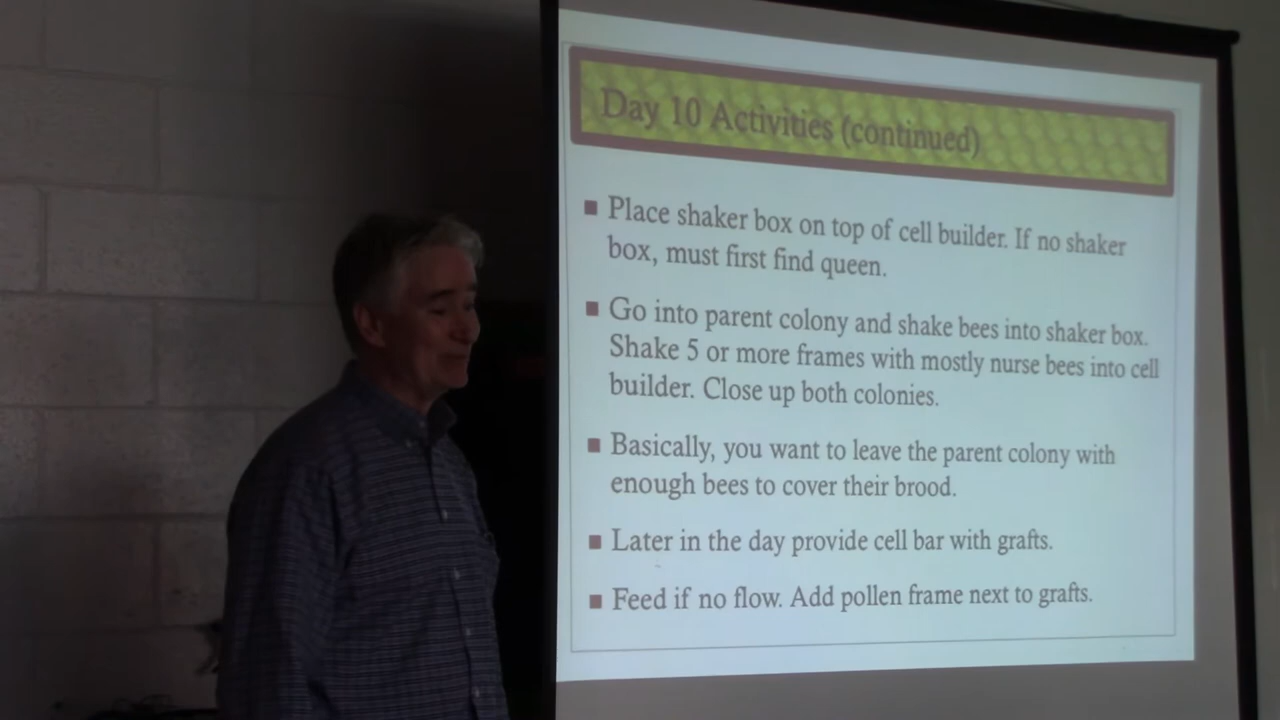 Day 10 Activities (continued)
Place shaker box on top of cell builder. If no shaker
box, must first find queen.
Go into parent colony and shake bees into shaker box.
Shake 5 or more frames with mostly nurse bees into cell
builder. Close up both colonies.
Basically, you want to leave the parent colony with
enough bees to cover their brood.
Later in the day provide cell bar with grafts.
Feed if no flow. Add pollen frame next to grafts.